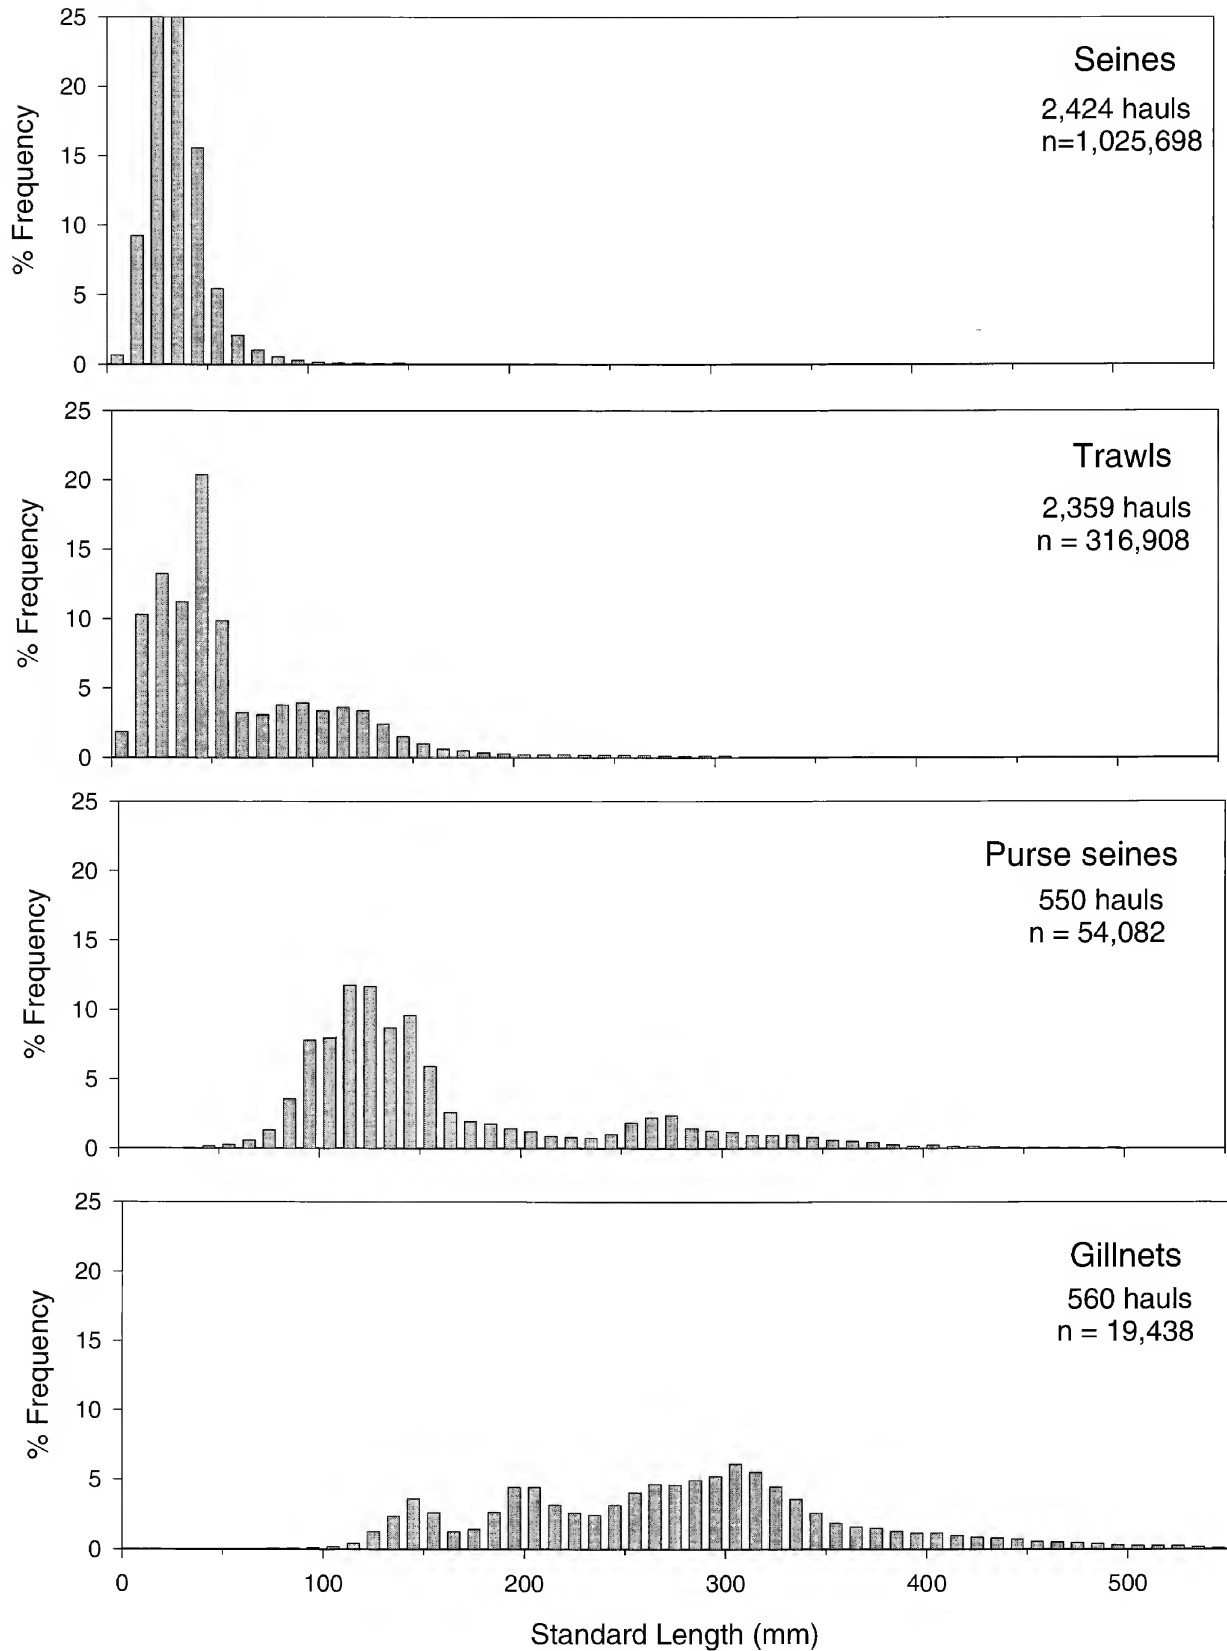 25
20
15
10
5
0
% Frequency
Seines
2,424 hauls
n=1,025,698
25
20
15
10
5
0
% Frequency
Trawls
2,359 hauls
n = 316,908
25
20
15
10
5
0
% Frequency
Purse seines
550 hauls
n = 54,082
25
20
15
10
5
0
% Frequency
Gillnets
560 hauls
n = 19,438
0 100 200 300 400 500
Standard Length (mm)